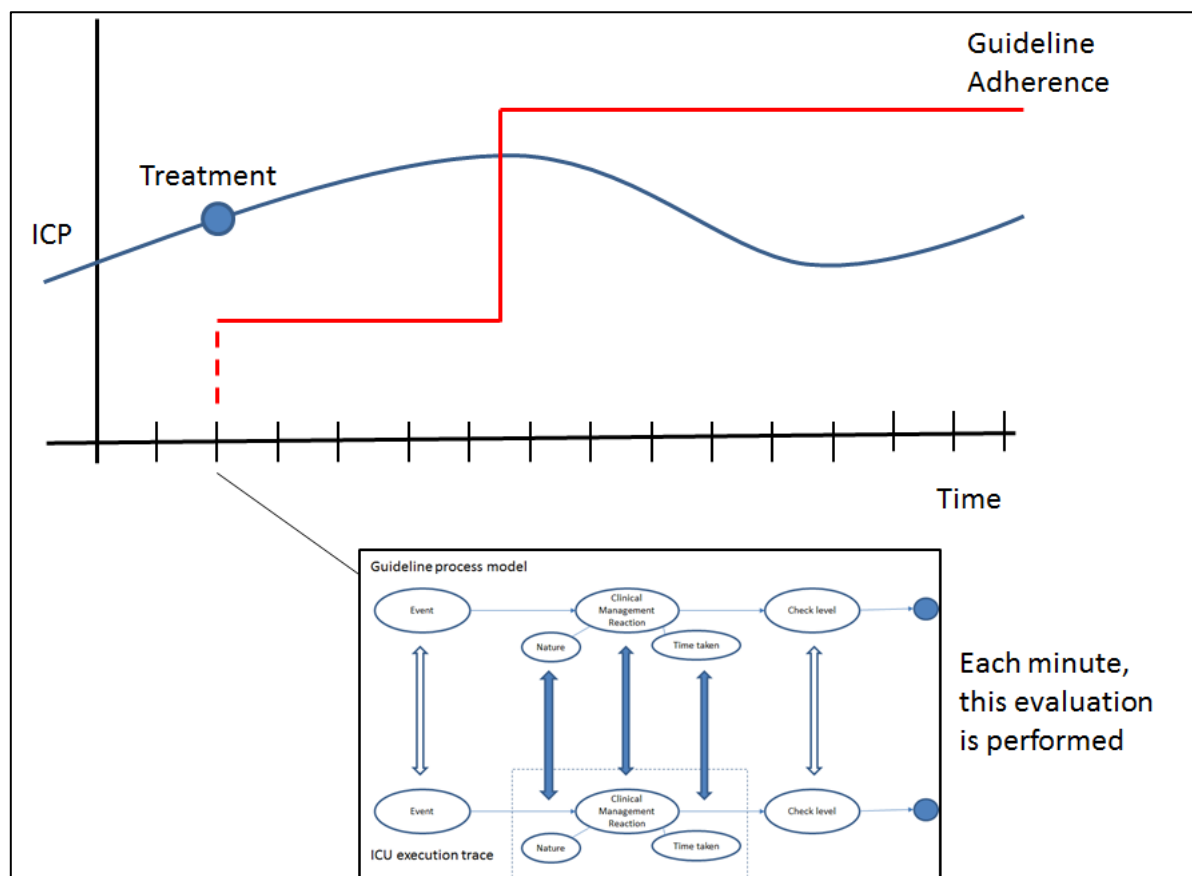 Guideline
Adherence
Treatment
ICP
Time
Guideline process model
Event
Clinical
Management
Reaction
Check level
Nature
Time taken
Each minute,
this evaluation
is performed
Event
Clinical
Management
Reaction
Check level
Nature
Time taken
ICU execution trace